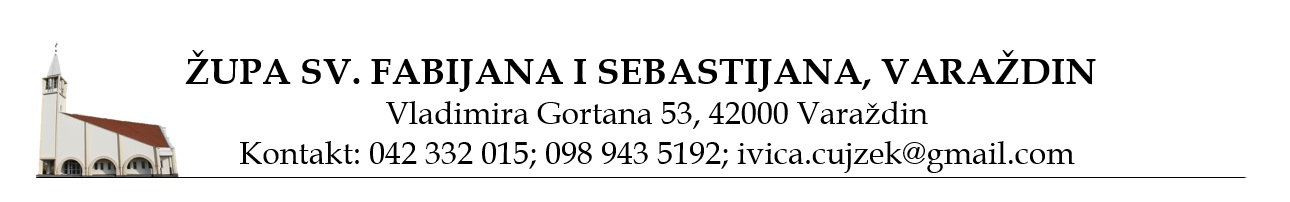 ŽUPA SV. FABIJANA I SEBASTIJANA, VARAŽDIN
Vladimira Gortana 53, 42000 Varaždin
Kontakt: 042 332 015; 098 943 5192; ivica.cujzek@gmail.com